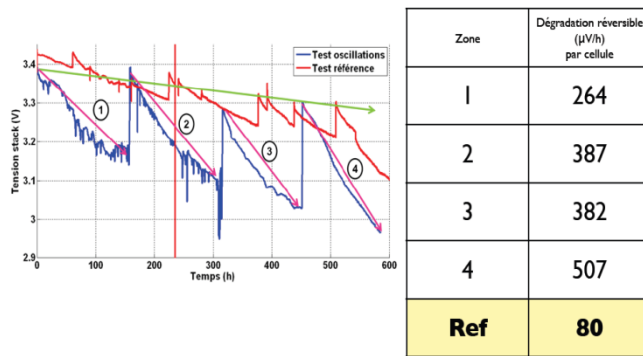 Test oscillations
Test référence
Tension stack (V)
3.4
3.3
3.2
3.1
3
2.9
1
2
3
4
0
100
200
300
400
500
600
Temps (h)
Zone
Dégradation réversible
(µV/h)
par cellule
1
264
2
387
3
382
4
507
Ref
80